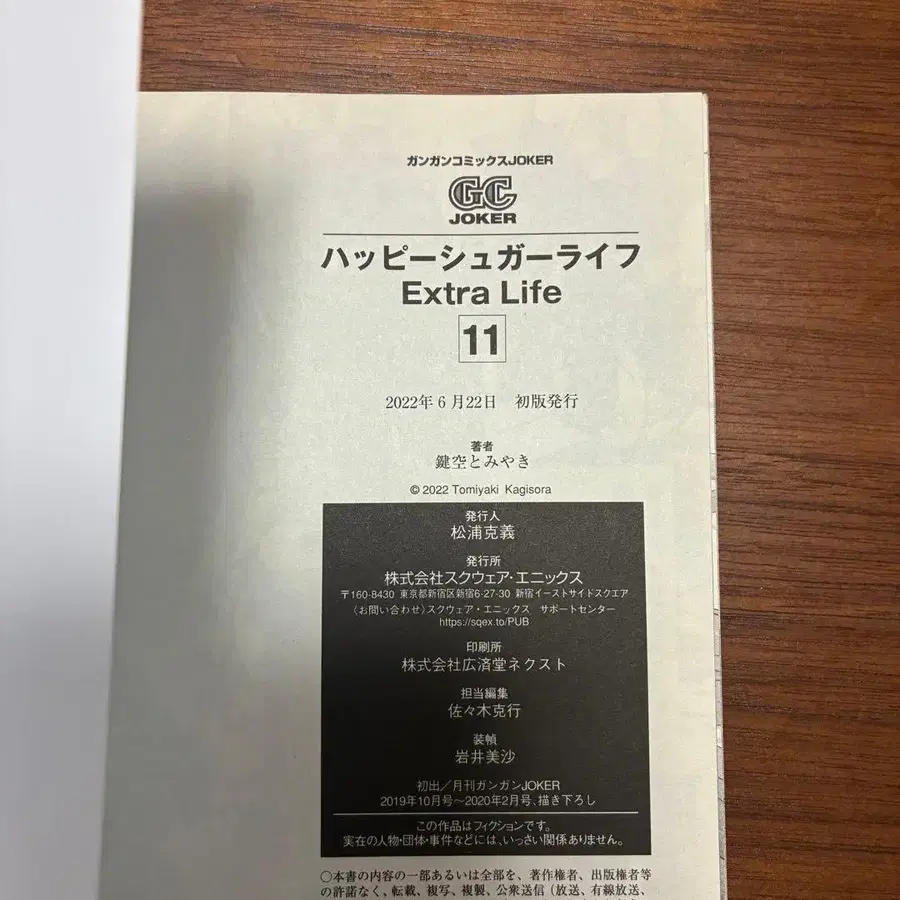 ガンガンコミックスJOKER
GC
JOKER
ハッピーシュガーライフ
Extra Life
11
2022年6月22日 初版発行
著者
鍵空とみやき
© 2022 Tomiyaki Kagisora
発行人
松浦克義
発行所
株式会社スクウェア・エニックス
〒160-8430 東京都新宿区新宿6-27-30 新宿イーストサイドスクエア
〈お問い合わせ〉スクウェア・エニックス サポートセンター
https://sqex.to/PUB
印刷所
株式会社広済堂ネクスト
担当編集
佐々木克行
装幀
岩井美沙
初出/月刊ガンガンJOKER
2019年10月号〜2020年2月号、描き下ろし
この作品はフィクションです。
実在の人物・団体・事件などには、いっさい関係ありません。
○本書の内容の一部あるいは全部を、著作権者、出版権者等
の許諾なく、転載、複写、複製、公衆送信(放送、有線放送、